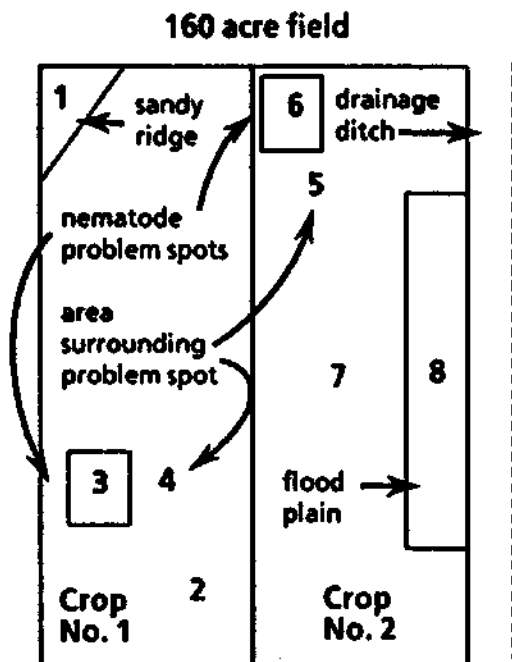 160 acre field
1
sandy
ridge
6
drainage
ditch
5
nematode
problem spots
area
surrounding
problem spot
7
8
3
4
flood
plain
2
Crop
No. 1
Crop
No. 2